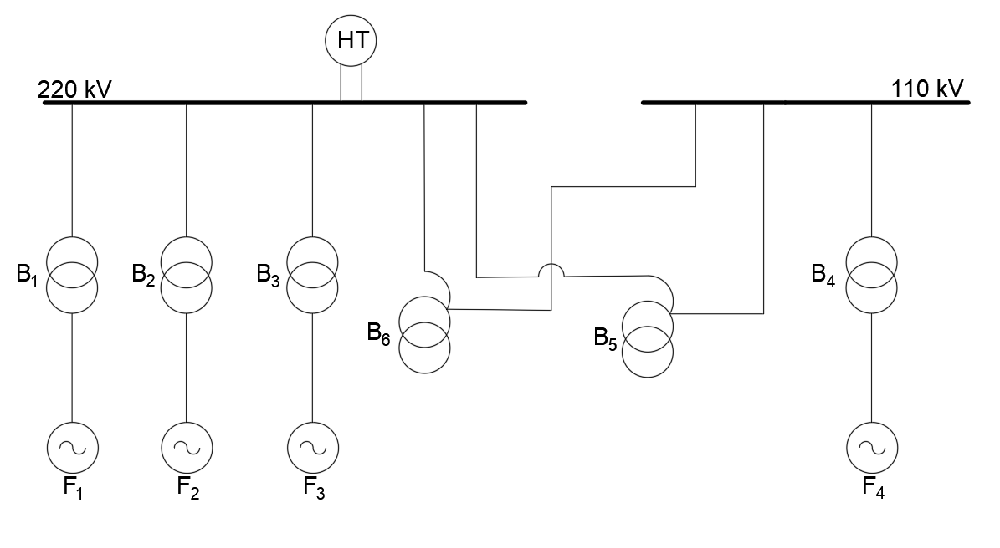 HT
220 kV
110 kV
B₁
B₂
B₃
B₄
B₆
B₅
F₁
F₂
F₃
F₄